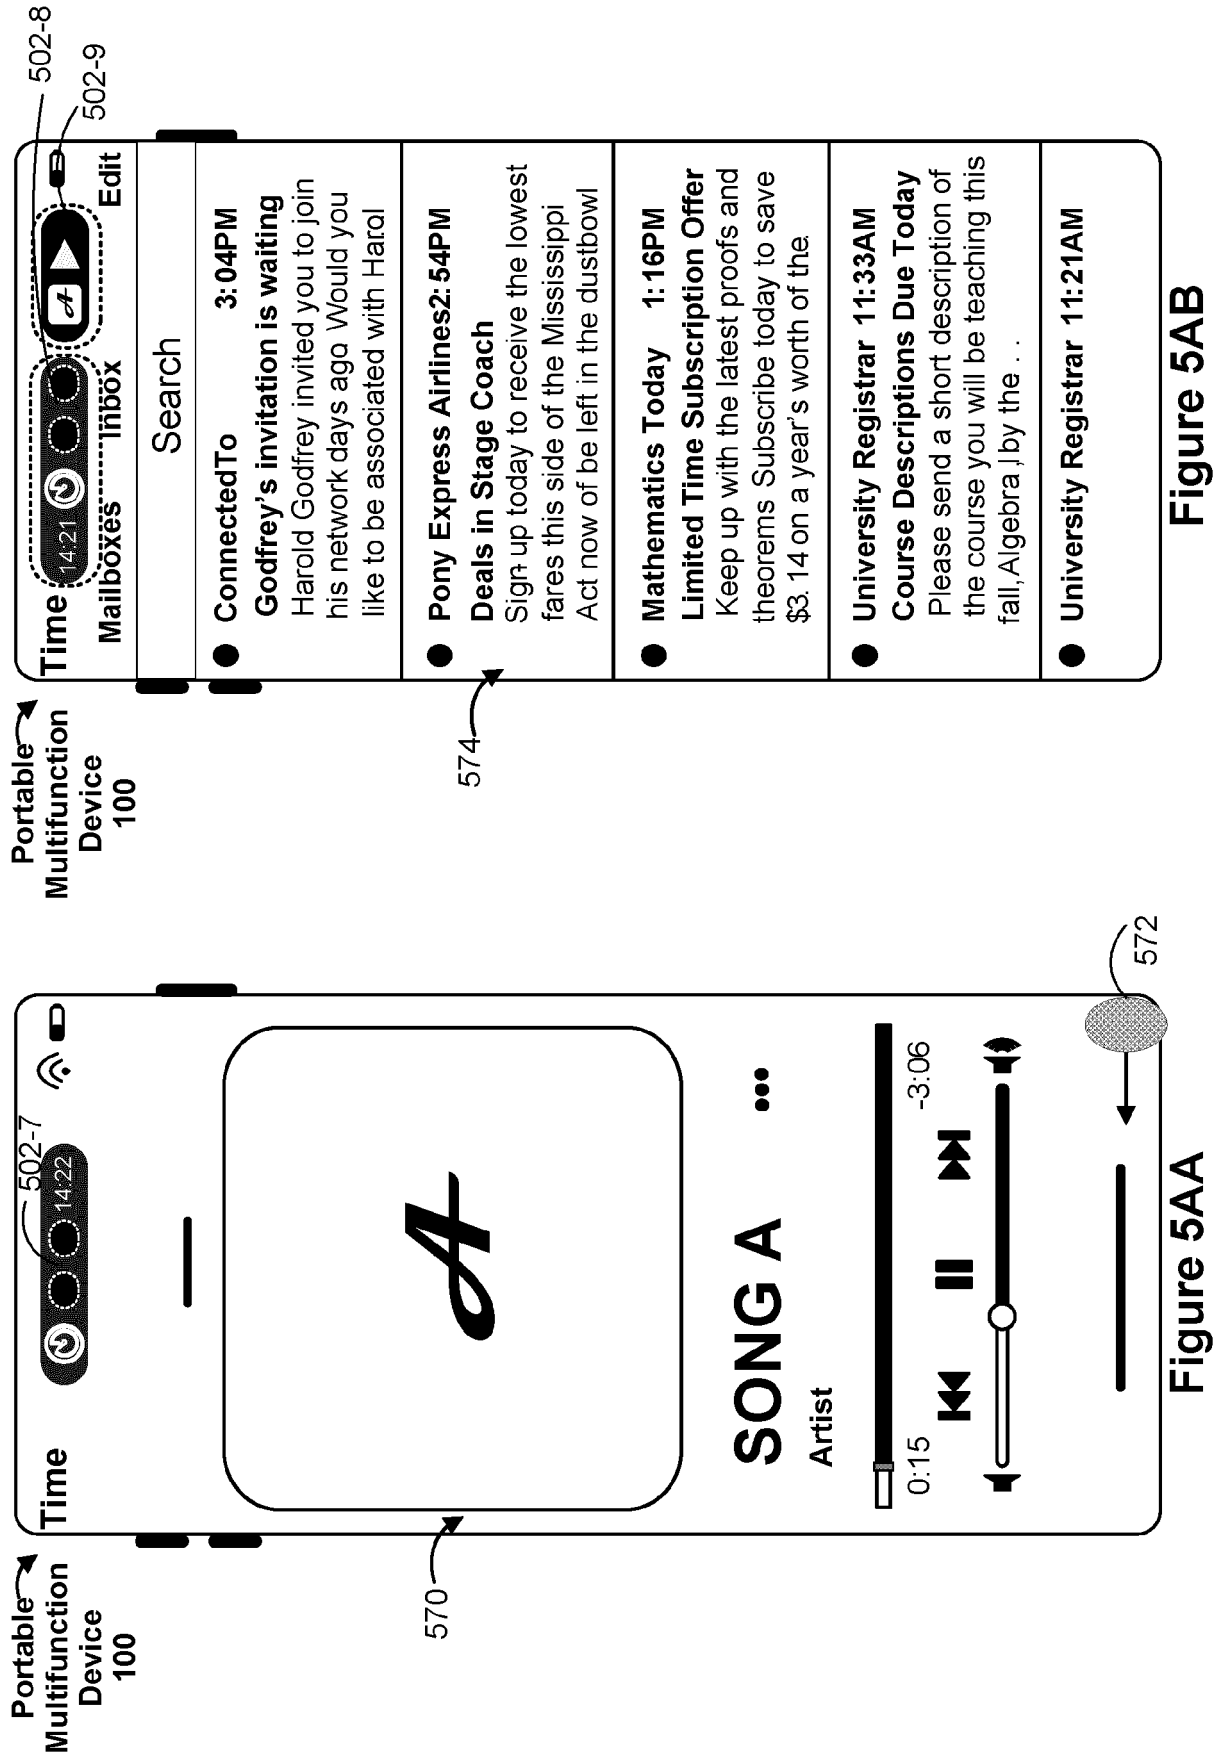 Portable
Multifunction
Device
100
Time
502-7
14:22
A
570
SONG A
Artist
0:15
-3:06
572
Figure 5AA
Portable
Multifunction
Device
100
502-8
502-9
Time
14:21
A
Mailboxes Inbox Edit
Search
ConnectedTo 3:04PM
Godfrey's invitation is waiting
Harold Godfrey invited you to join
his network days ago. Would you
like to be associated with Harol
Pony Express Airlines2:54PM
Deals in Stage Coach
Sign-up today to receive the lowest
fares this side of the Mississippi
Act now of be left in the dustbowl
574
Mathematics Today 1:16PM
Limited Time Subscription Offer
Keep up with the latest proofs and
theorems Subscribe today to save
$3.14 on a year's worth of the.
University Registrar 11:33AM
Course Descriptions Due Today
Please send a short description of
the course you will be teaching this
fall, Algebra I by the . . .
University Registrar 11:21AM
Figure 5AB